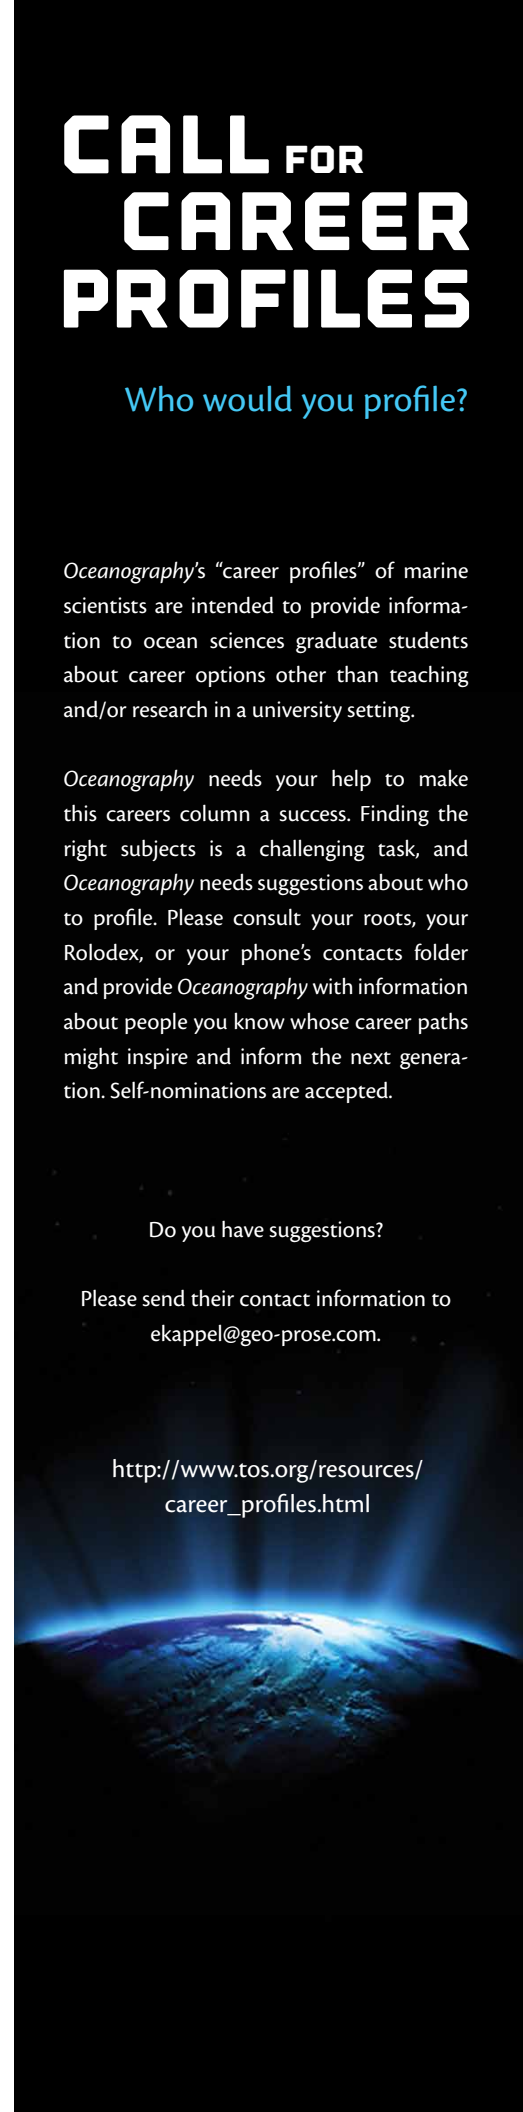 CALL FOR
CAREER
PROFILES
Who would you profile?
Oceanography’s “career profiles” of marine
scientists are intended to provide informa-
tion to ocean sciences graduate students
about career options other than teaching
and/or research in a university setting.
Oceanography needs your help to make
this careers column a success. Finding the
right subjects is a challenging task, and
Oceanography needs suggestions about who
to profile. Please consult your roots, your
Rolodex, or your phone’s contacts folder
and provide Oceanography with information
about people you know whose career paths
might inspire and inform the next genera-
tion. Self-nominations are accepted.
Do you have suggestions?
Please send their contact information to
ekappel@geo-prose.com.
http://www.tos.org/resources/
career_profiles.html